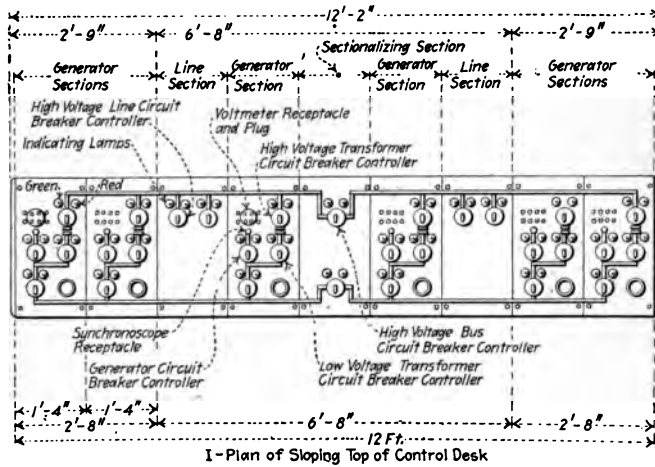 12'-2"
2'-9" 6'-8" 2'-9"
Sectionalizing Section
Generator Sections
Line Section
Generator Section
Generator Section
Line Section
Generator Sections
High Voltage Line Circuit
Breaker Controller.
Indicating Lamps.
Voltmeter Receptacle
and Plug
High Voltage Transformer
Circuit Breaker Controller
Green. Red
Synchronoscope
Receptacle
Generator Circuit
Breaker Controller
High Voltage Bus
Circuit Breaker Controller
Low Voltage Transformer
Circuit Breaker Controller
1'-4" 1'-4"
2'-8" 6'-8" 2'-8"
12 Ft.
I-Plan of Sloping Top of Control Desk